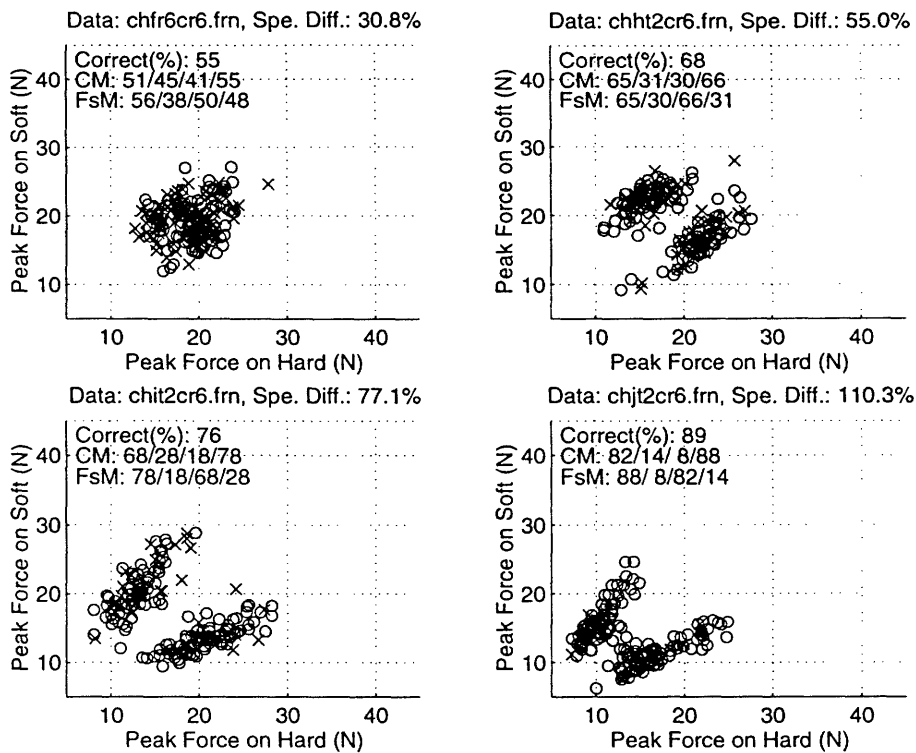 Data: chfr6cr6.frn, Spe. Diff.: 30.8%
Correct(%): 55
CM: 51/45/41/55
FsM: 56/38/50/48
Peak Force on Soft (N)
40
30
20
10
10 20 30 40
Peak Force on Hard (N)
Data: chht2cr6.frn, Spe. Diff.: 55.0%
Correct(%): 68
CM: 65/31/30/66
FsM: 65/30/66/31
Peak Force on Soft (N)
40
30
20
10
10 20 30 40
Peak Force on Hard (N)
Data: chit2cr6.frn, Spe. Diff.: 77.1%
Correct(%): 76
CM: 68/28/18/78
FsM: 78/18/68/28
Peak Force on Soft (N)
40
30
20
10
10 20 30 40
Peak Force on Hard (N)
Data: chjt2cr6.frn, Spe. Diff.: 110.3%
Correct(%): 89
CM: 82/14/ 8/88
FsM: 88/ 8/82/14
Peak Force on Soft (N)
40
30
20
10
10 20 30 40
Peak Force on Hard (N)